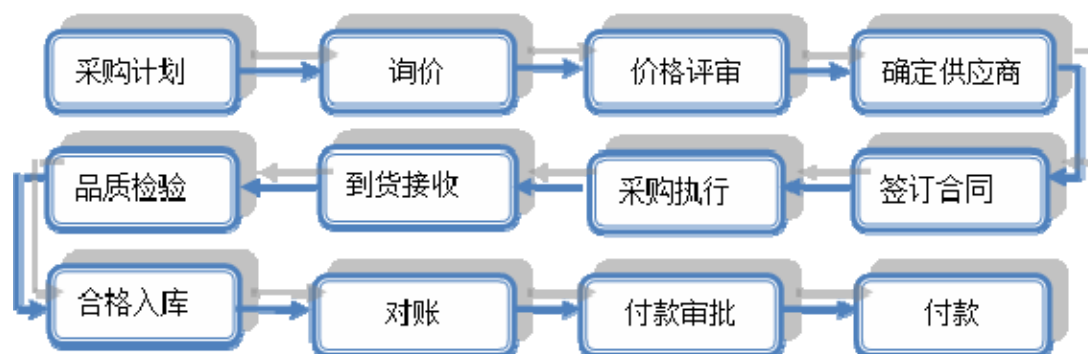 采购计划
询价
价格评审
确定供应商
签订合同
采购执行
到货接收
品质检验
合格入库
对账
付款审批
付款